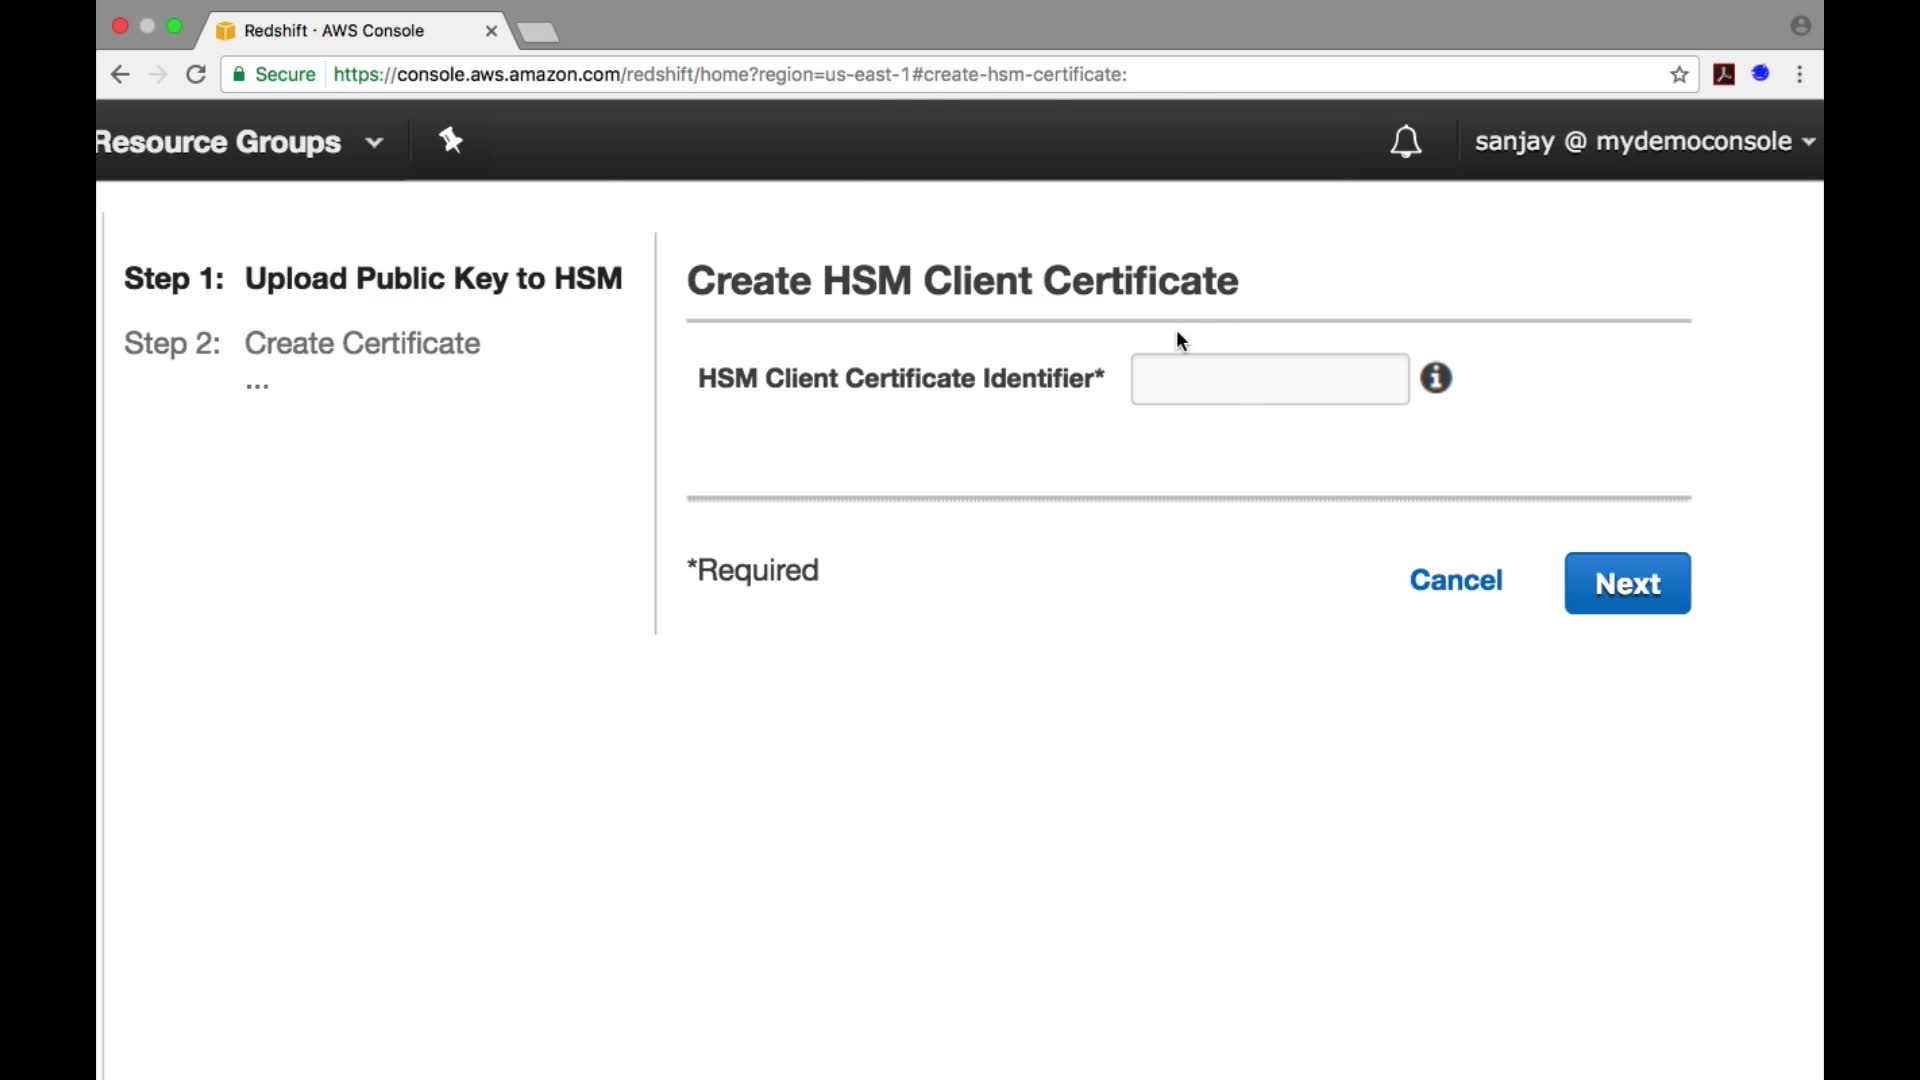 Redshift · AWS Console
Secure https://console.aws.amazon.com/redshift/home?region=us-east-1#create-hsm-certificate:
Resource Groups
sanjay @ mydemoconsole
Step 1: Upload Public Key to HSM
Step 2: Create Certificate
...
Create HSM Client Certificate
HSM Client Certificate Identifier*
*Required
Cancel
Next